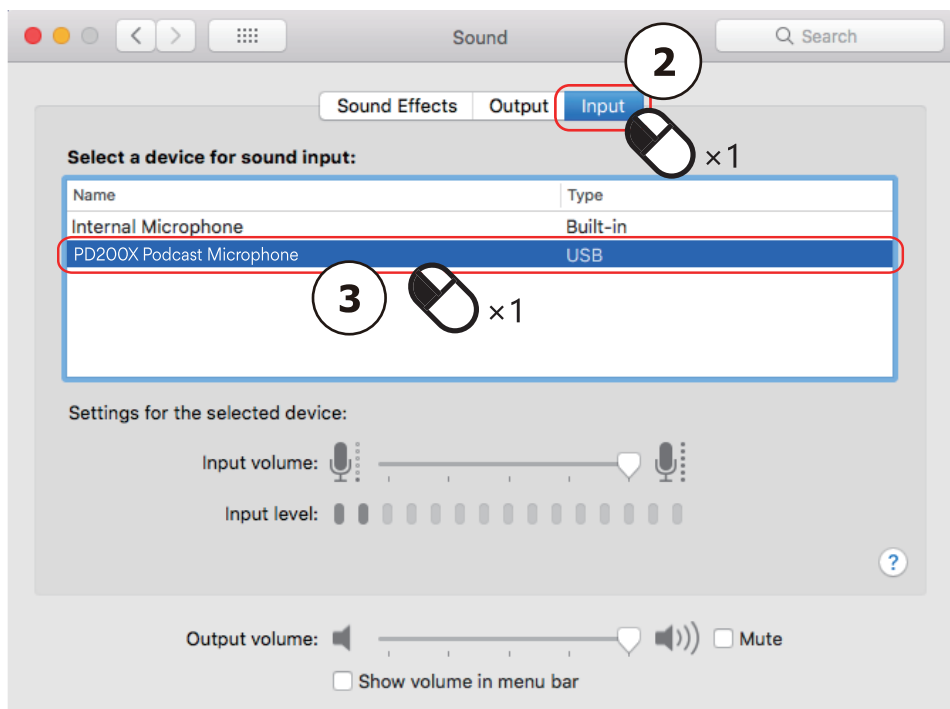 Sound
Search
2
Sound Effects Output Input
×1
Select a device for sound input:
Name Type
Internal Microphone Built-in
PD200X Podcast Microphone USB
3 ×1
Settings for the selected device:
Input volume:
Input level:
?
Output volume: Mute
Show volume in menu bar